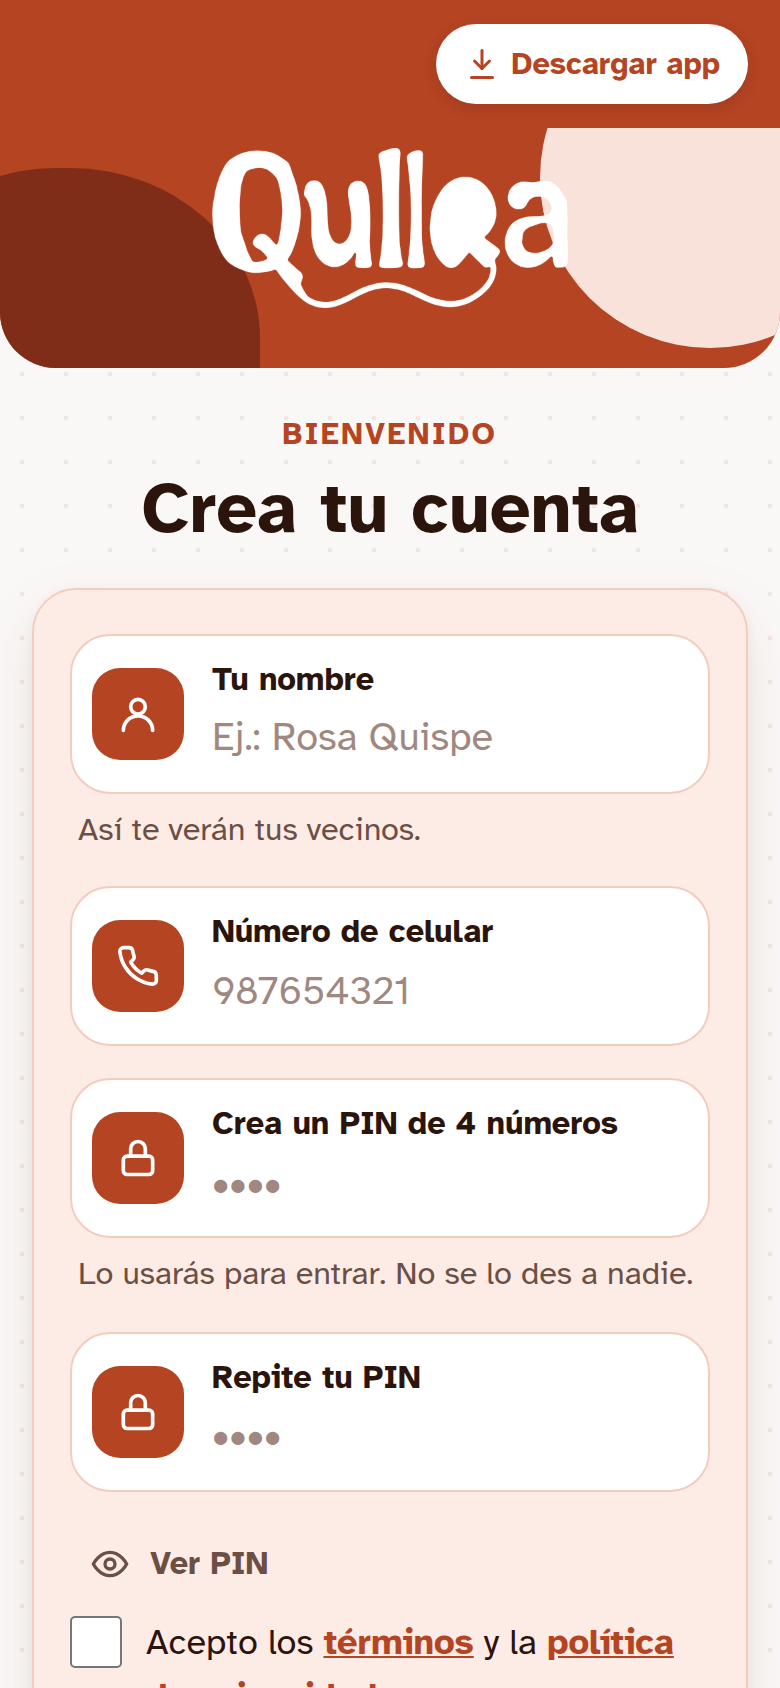 Descargar app
Qullqa
BIENVENIDO
Crea tu cuenta
Tu nombre
Ej.: Rosa Quispe
Así te verán tus vecinos.
Número de celular
987654321
Crea un PIN de 4 números
••••
Lo usarás para entrar. No se lo des a nadie.
Repite tu PIN
••••
Ver PIN
Acepto los términos y la política